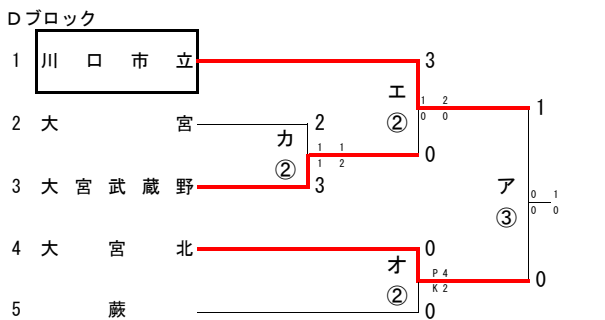 Dブロック
1 川口市立 3
エ 1 2
② 0 0
1
2 大宮 2
カ 1 1
② 1 2
0
3 大宮武蔵野 3
ア 0 1
③ 0 0
4 大宮北 0
オ P 4
② K 2
0
5 蕨 0